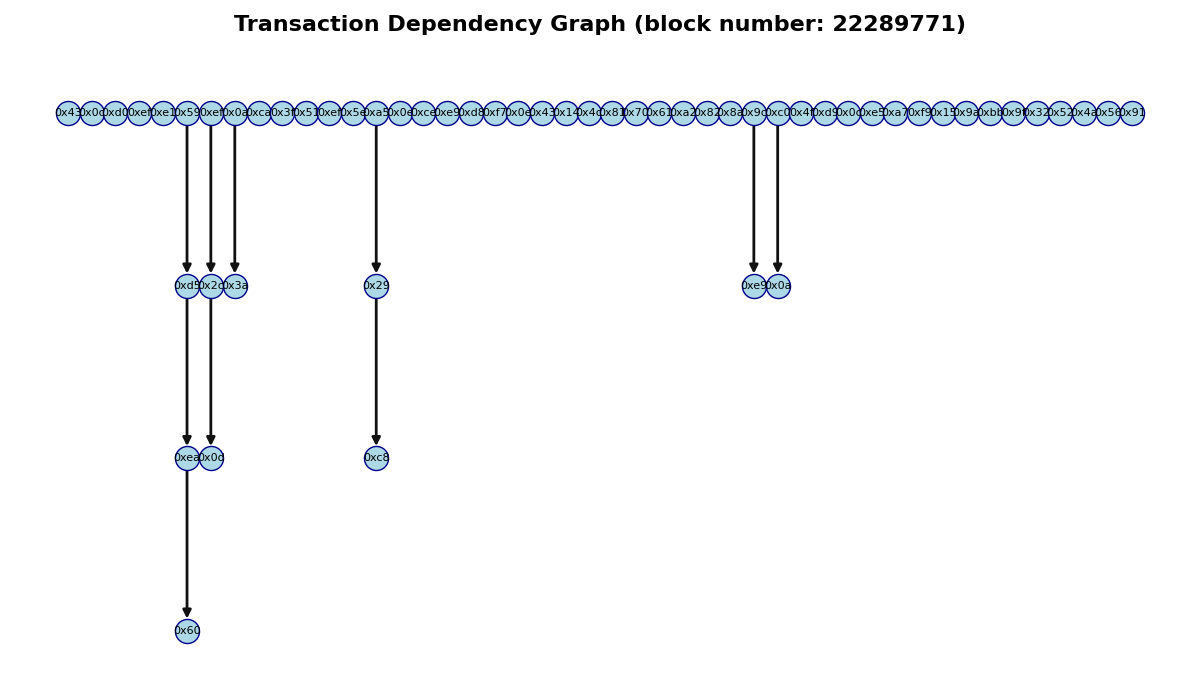 Transaction Dependency Graph (block number: 22289771)
0x43 0x0c 0xd0 0xef 0xe1 0x59 0xef 0x0a 0xca 0x3f 0x51 0xef 0x5e 0xa5 0x0e 0xce 0xe9 0xd8 0xf7 0x0e 0x43 0x14 0x4c 0x81 0x70 0x61 0xa2 0x82 0x8a 0x9c 0xc0 0x4f 0xd9 0x0c 0xe5 0xa7 0xf9 0x15 0x9a 0xbb 0x9f 0x32 0x52 0x4a 0x56 0x91
0xd5 0x2c 0x3a 0x29 0xe9 0x0a
0xea 0x0d 0xc8
0x60